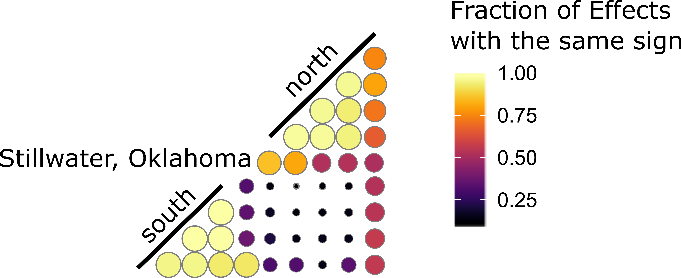 Fraction of Effects
with the same sign
north
1.00
0.75
Stillwater, Oklahoma
0.50
south
0.25